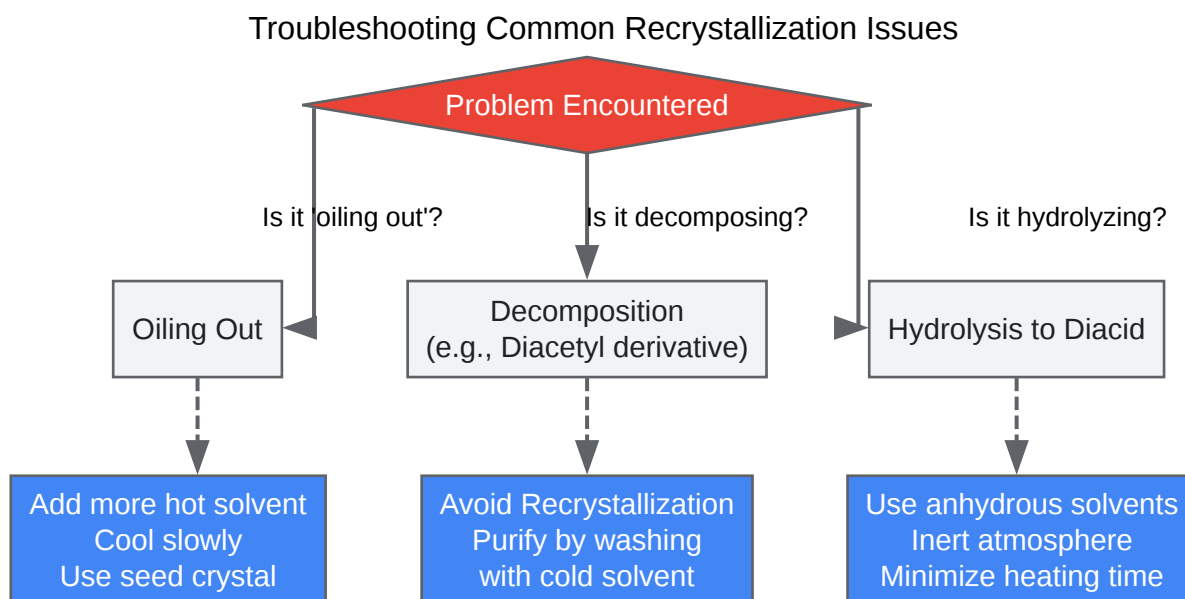 Troubleshooting Common Recrystallization Issues
Problem Encountered
Is it 'oiling out'?
Is it decomposing?
Is it hydrolyzing?
Oiling Out
Decomposition
(e.g., Diacetyl derivative)
Hydrolysis to Diacid
Add more hot solvent
Cool slowly
Use seed crystal
Avoid Recrystallization
Purify by washing
with cold solvent
Use anhydrous solvents
Inert atmosphere
Minimize heating time